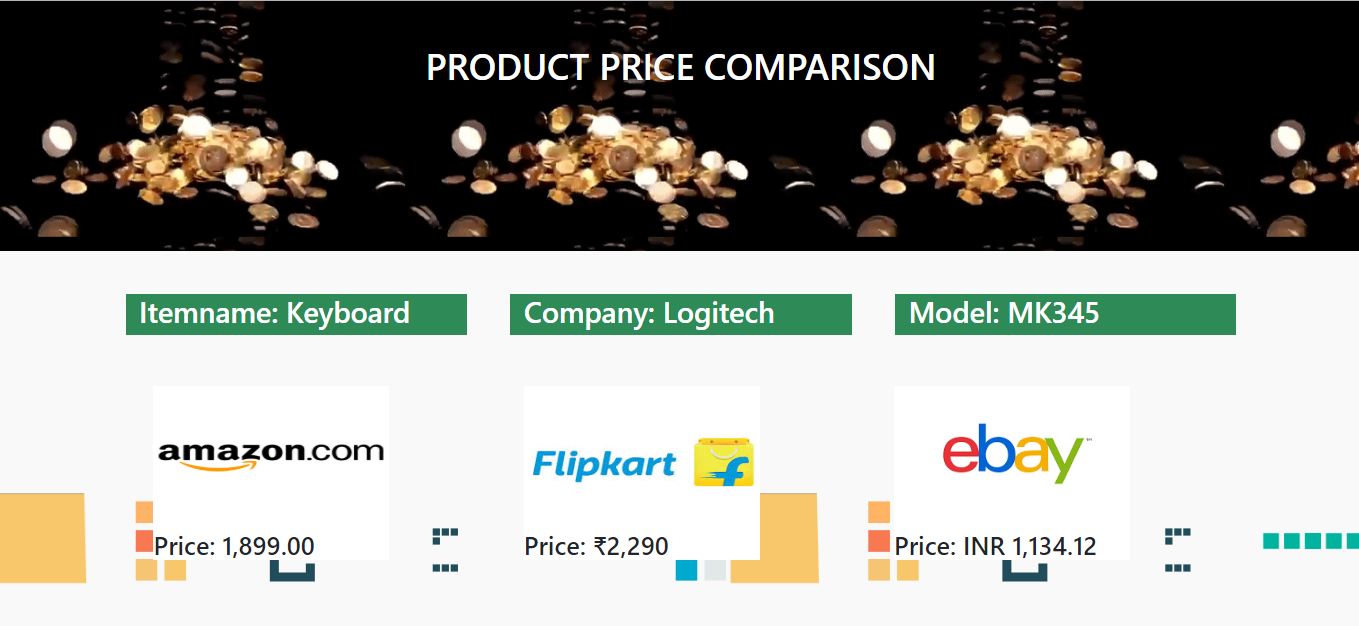 PRODUCT PRICE COMPARISON
Itemname: Keyboard
Company: Logitech
Model: MK345
amazon.com
Flipkart
ebay™
Price: 1,899.00
Price: ₹2,290
Price: INR 1,134.12